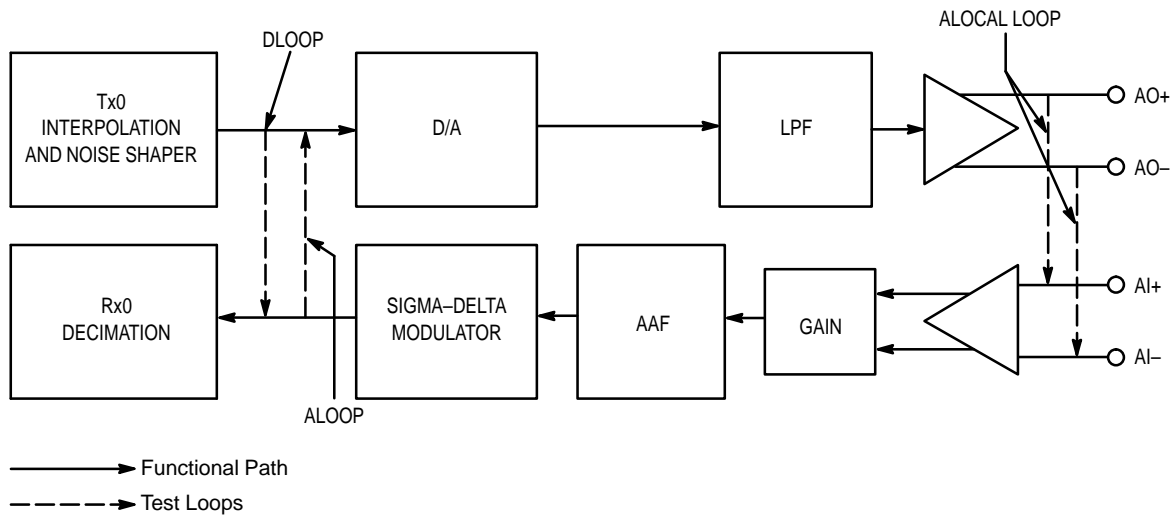 ALOCAL LOOP
DLOOP
Tx0
INTERPOLATION
AND NOISE SHAPER
D/A
LPF
AO+
AO–
Rx0
DECIMATION
SIGMA–DELTA
MODULATOR
AAF
GAIN
AI+
AI–
ALOOP
Functional Path
Test Loops